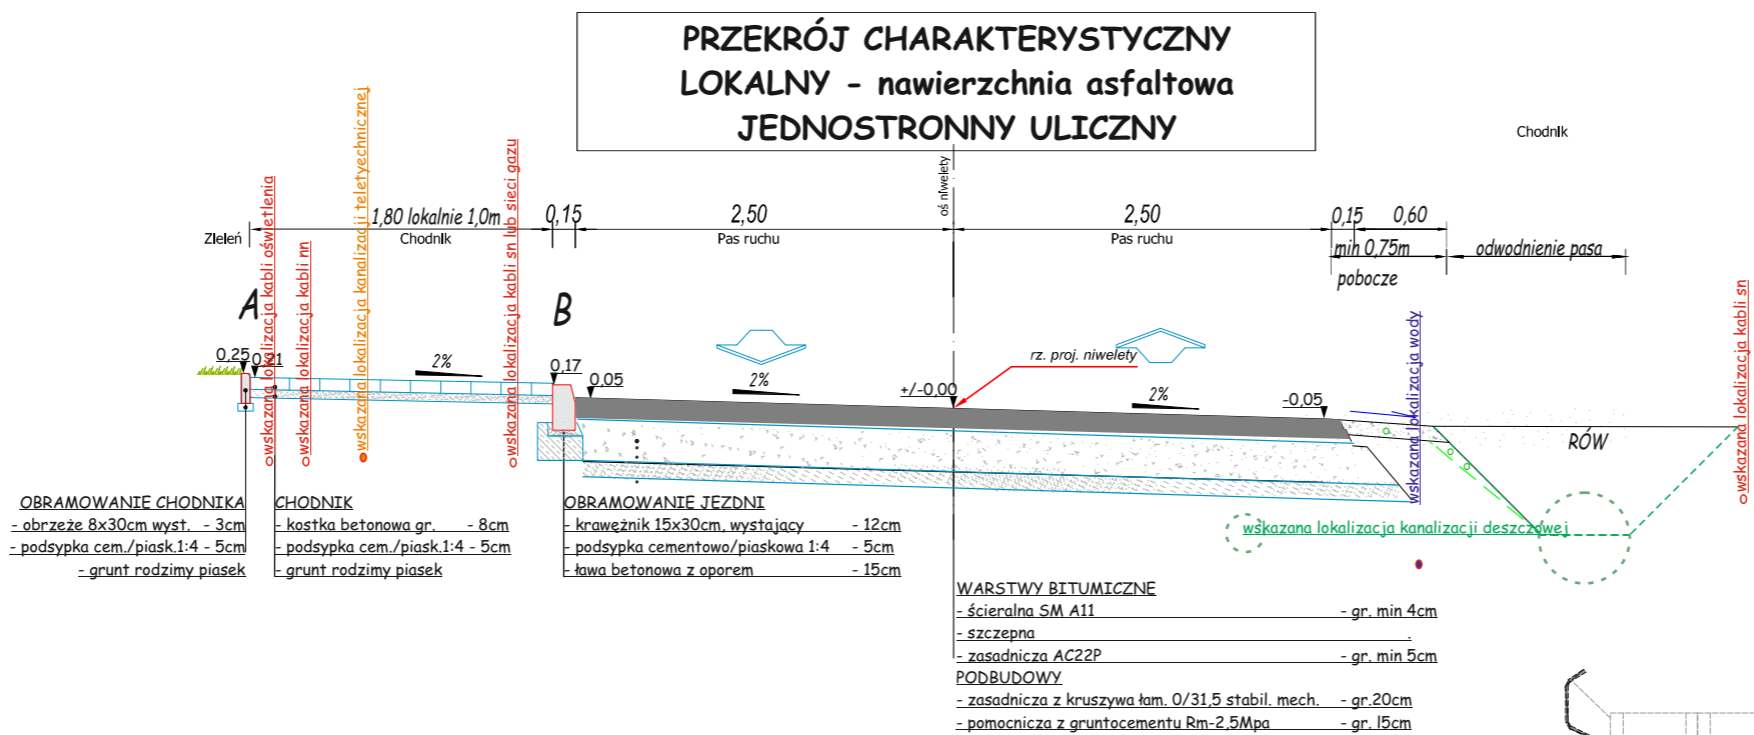 PRZEKRÓJ CHARAKTERYSTYCZNY
LOKALNY - nawierzchnia asfaltowa
JEDNOSTRONNY ULICZNY
Chodnik
oś niwelety
1,80 lokalnie 1,0m
0,15
2,50
2,50
0,15
0,60
Zieleń
Chodnik
Pas ruchu
Pas ruchu
min 0,75m
pobocze
odwodnienie pasa
wskazana lokalizacja kabli oświetlenia
wskazana lokalizacja kabli nn
wskazana lokalizacja kanalizacji teletyechnicznej
wskazana lokalizacja kabli sn lub sieci gazu
wskazana lokalizacja wody
wskazana lokalizacja kabli sn
A
B
0,25
0,21
2%
0,17
0,05
2%
+/-0,00
rz. proj. niwelety
2%
-0,05
RÓW
wskazana lokalizacja kanalizacji deszczowej
OBRAMOWANIE CHODNIKA
- obrzeże 8x30cm wyst. - 3cm
- podsypka cem./piask.1:4 - 5cm
- grunt rodzimy piasek
CHODNIK
- kostka betonowa gr. - 8cm
- podsypka cem./piask.1:4 - 5cm
- grunt rodzimy piasek
OBRAMOWANIE JEZDNI
- krawężnik 15x30cm, wystający - 12cm
- podsypka cementowo/piaskowa 1:4 - 5cm
- ława betonowa z oporem - 15cm
WARSTWY BITUMICZNE
- ścieralna SM A11 - gr. min 4cm
- szczepna .
- zasadnicza AC22P - gr. min 5cm
PODBUDOWY
- zasadnicza z kruszywa łam. 0/31,5 stabil. mech. - gr.20cm
- pomocnicza z gruntocementu Rm-2,5Mpa - gr. 15cm